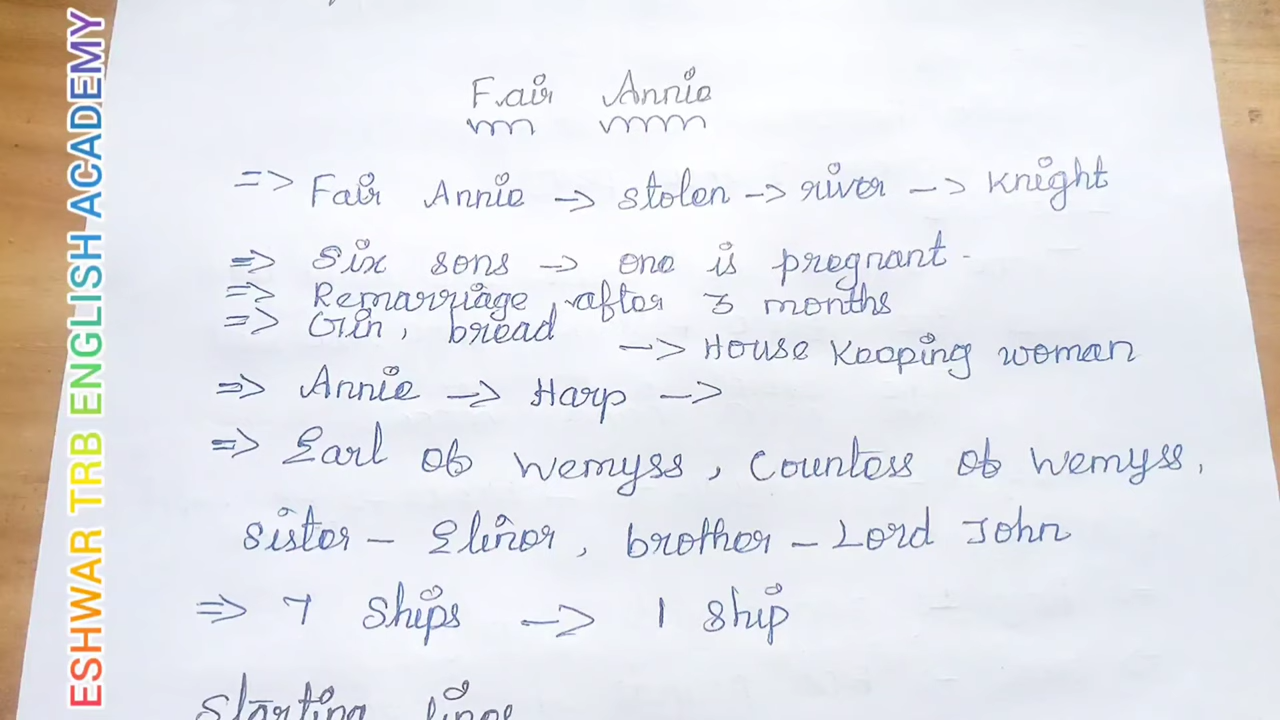 ESHWAR TRB ENGLISH ACADEMY
Fair Annie
=> Fair Annie -> stolen -> river -> Knight
=> Six sons -> one is pregnant.
=> Remarriage, after 3 months
=> Gin, bread
-> House Keeping woman
=> Annie -> Harp ->
=> Earl of Wemyss, Countess of Wemyss,
Sister - Elinor, brother - Lord John
=> 7 Ships -> 1 ship
Starting lines